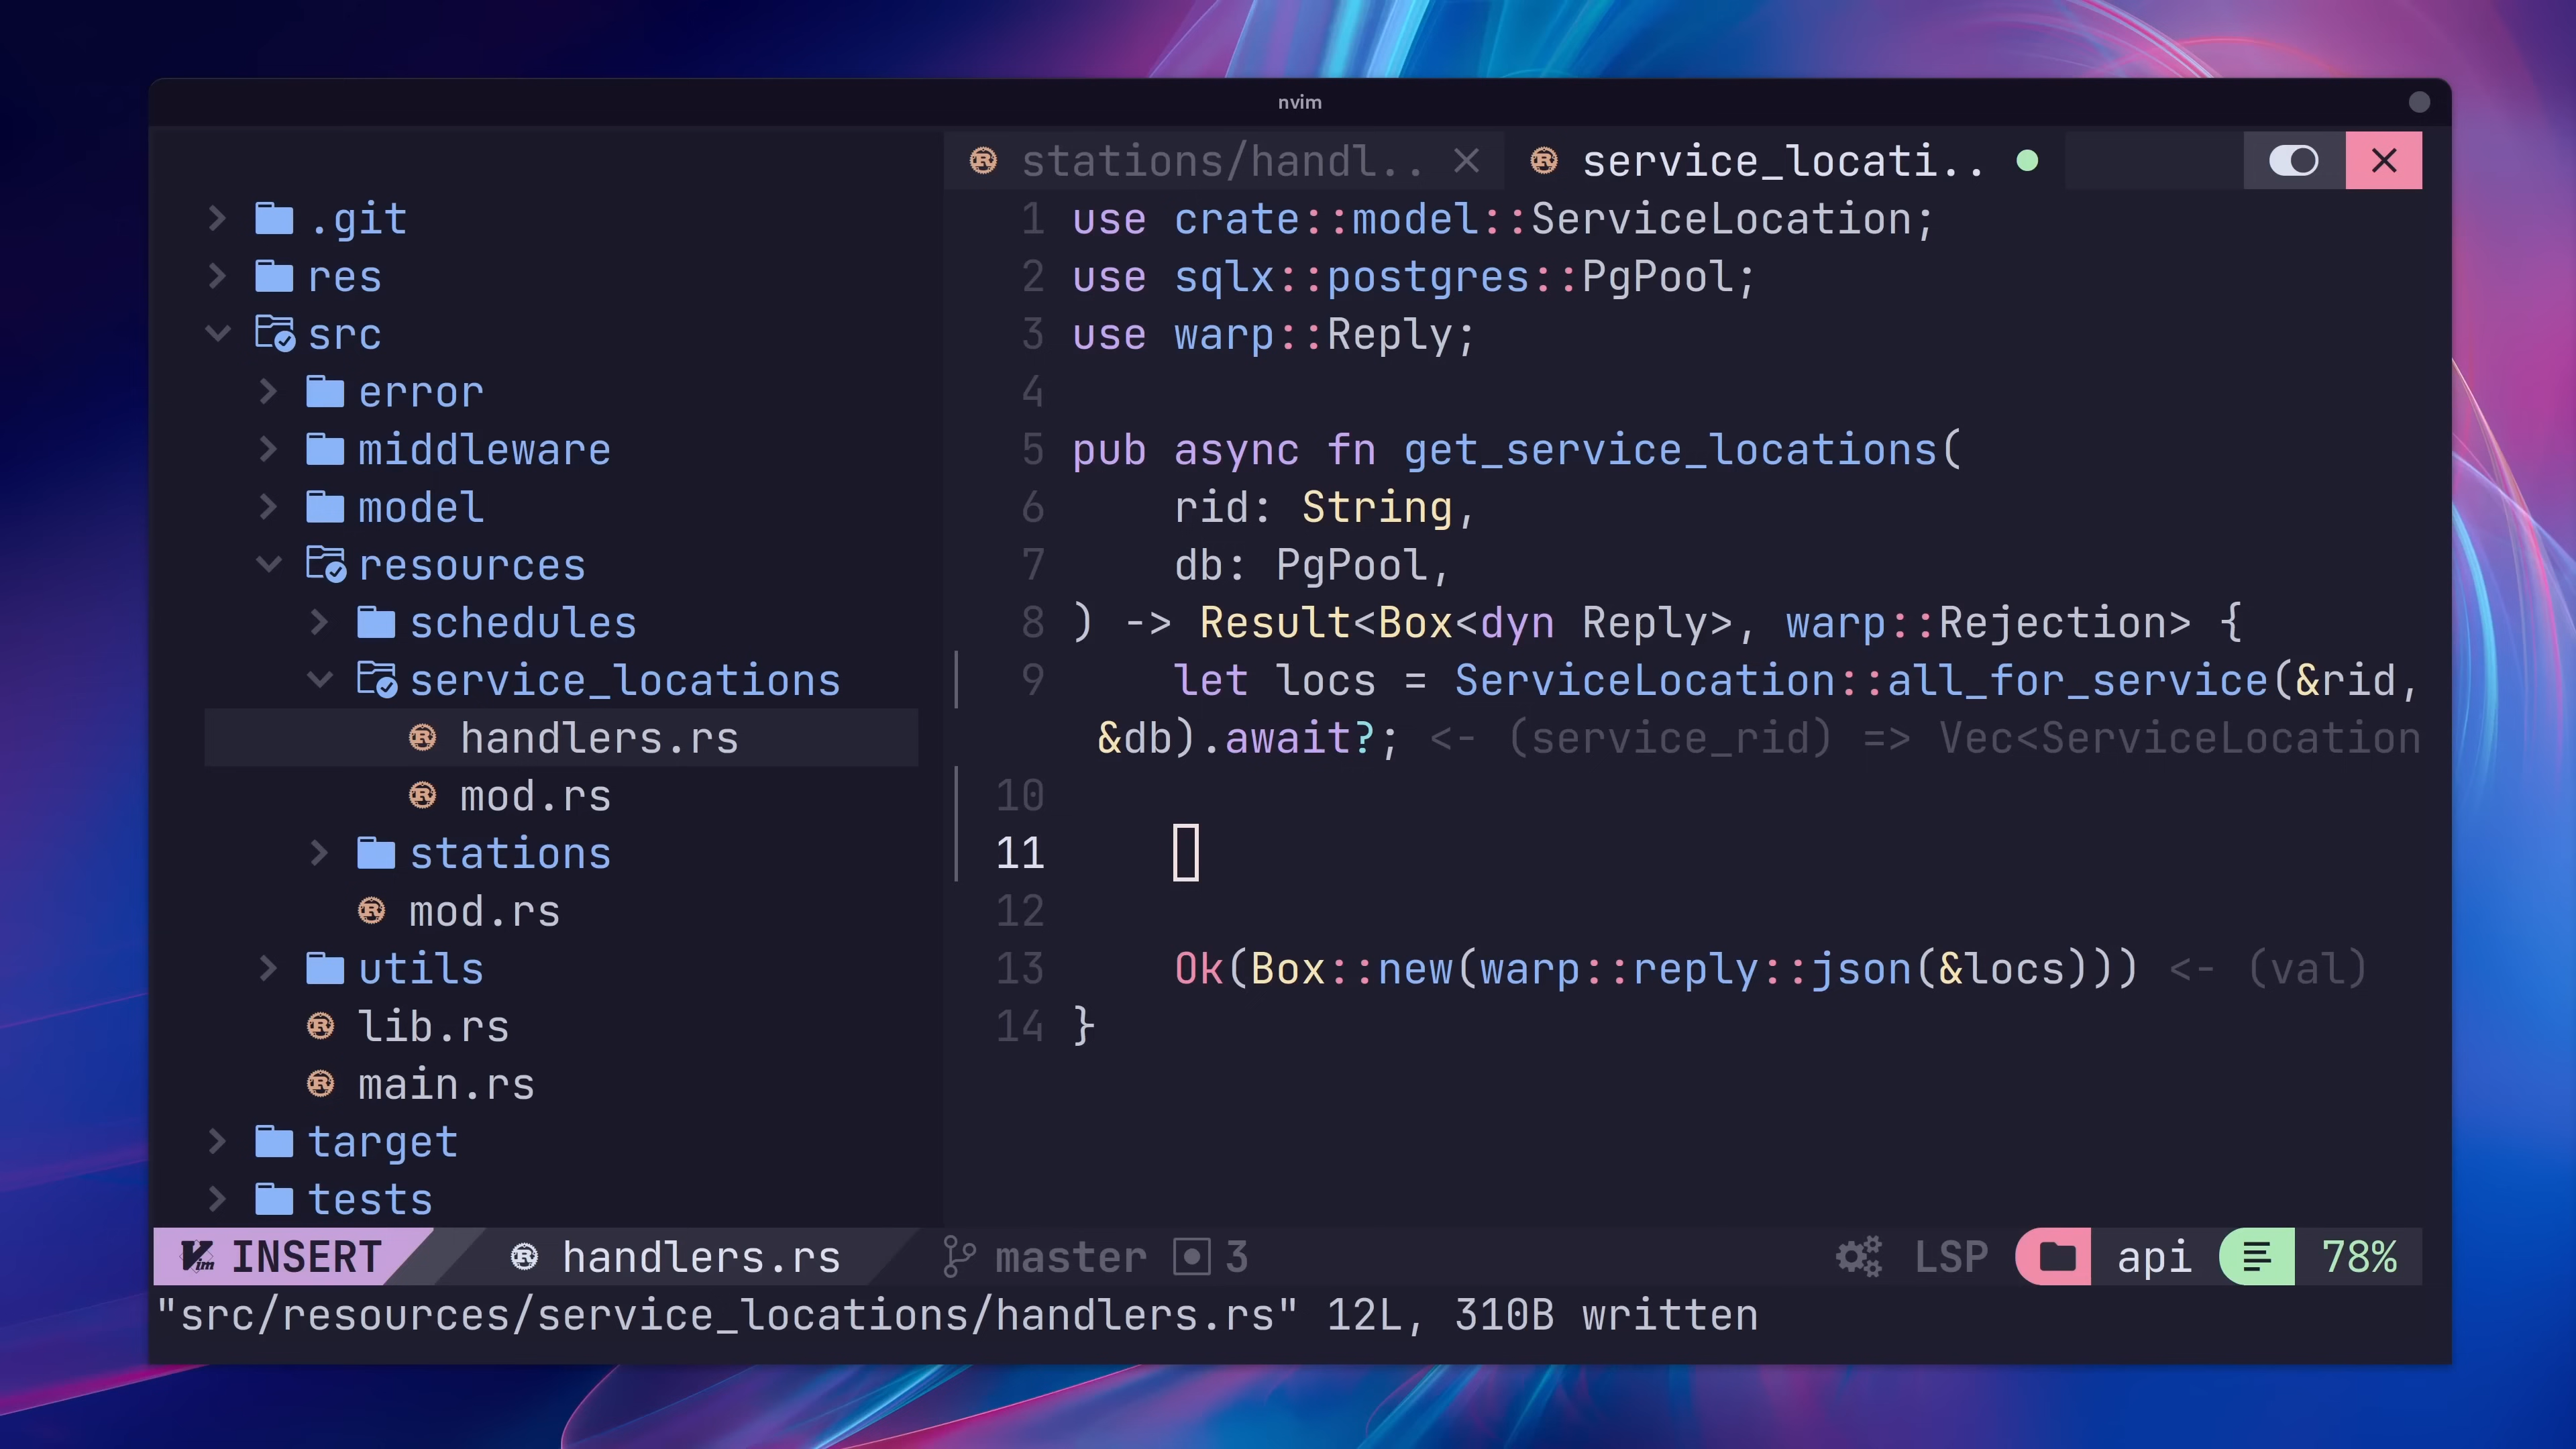 nvim
stations/handl..
service_locati..
.git
res
src
error
middleware
model
resources
schedules
service_locations
handlers.rs
mod.rs
stations
mod.rs
utils
lib.rs
main.rs
target
tests
1 use crate::model::ServiceLocation;
2 use sqlx::postgres::PgPool;
3 use warp::Reply;
4
5 pub async fn get_service_locations(
6 rid: String,
7 db: PgPool,
8 ) -> Result<Box<dyn Reply>, warp::Rejection> {
9 let locs = ServiceLocation::all_for_service(&rid,
&db).await?; <- (service_rid) => Vec<ServiceLocation
10
11
12
13 Ok(Box::new(warp::reply::json(&locs))) <- (val)
14 }
Vim INSERT handlers.rs master 3 LSP api 78%
"src/resources/service_locations/handlers.rs" 12L, 310B written